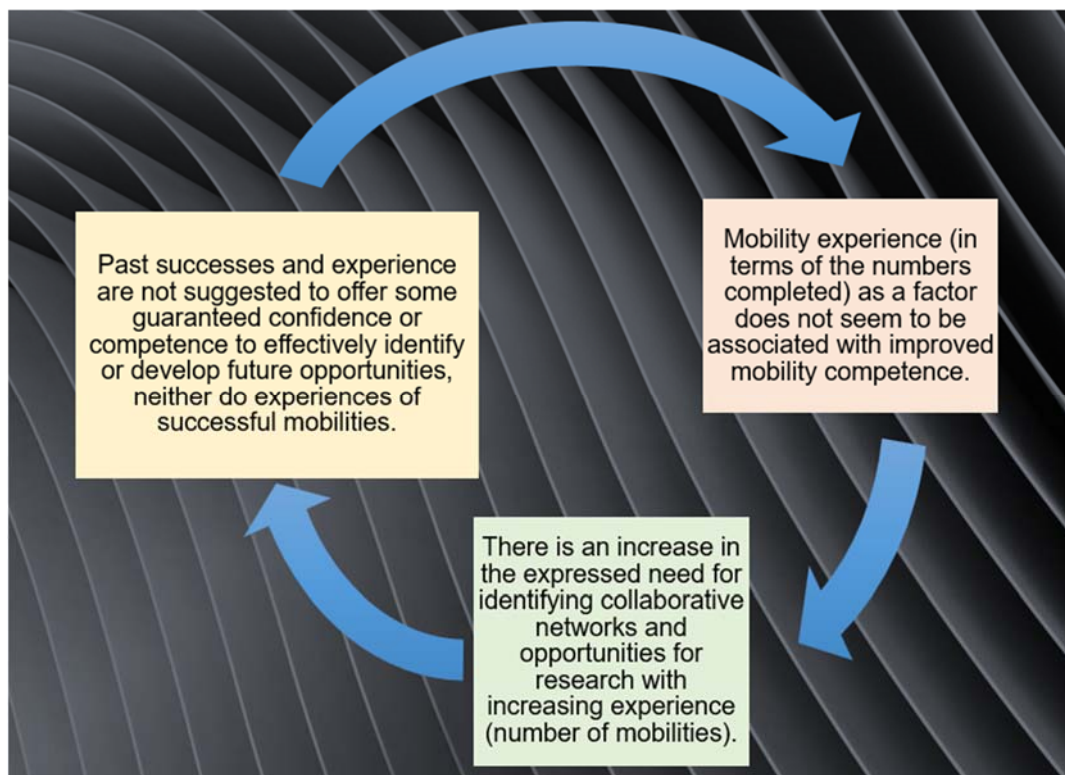 Past successes and experience
are not suggested to offer some
guaranteed confidence or
competence to effectively identify
or develop future opportunities,
neither do experiences of
successful mobilities.
Mobility experience (in
terms of the numbers
completed) as a factor
does not seem to be
associated with improved
mobility competence.
There is an increase in
the expressed need for
identifying collaborative
networks and
opportunities for
research with
increasing experience
(number of mobilities).